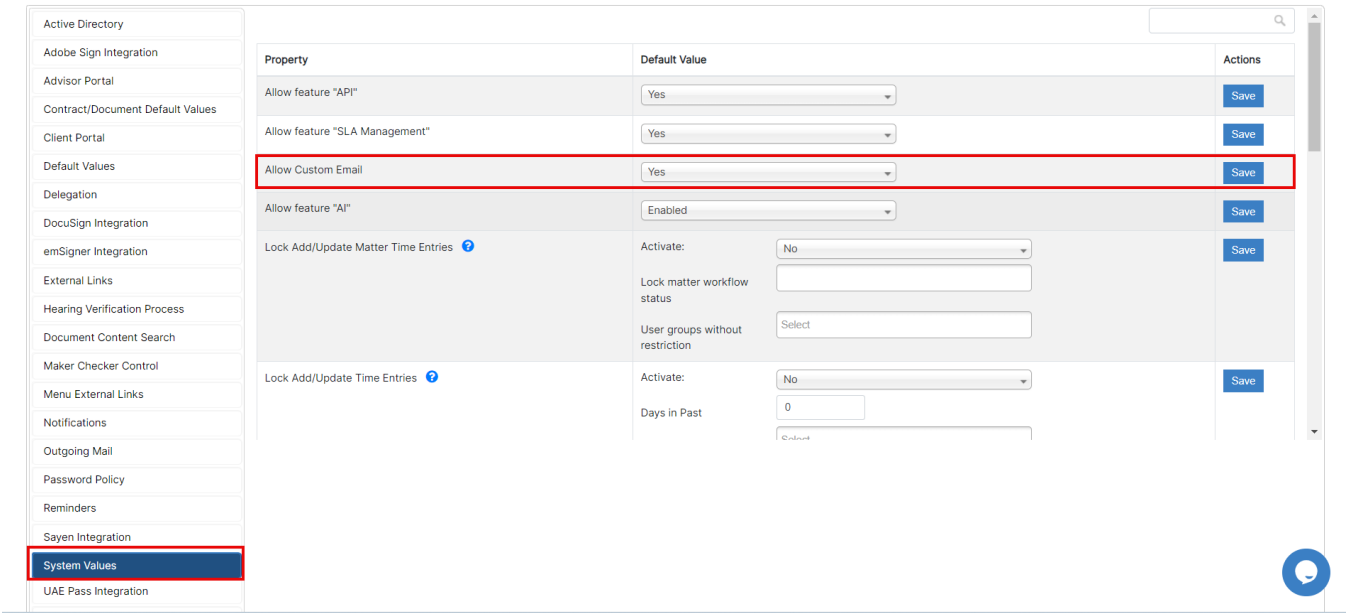 Active Directory
Adobe Sign Integration
Advisor Portal
Contract/Document Default Values
Client Portal
Default Values
Delegation
DocuSign Integration
emSigner Integration
External Links
Hearing Verification Process
Document Content Search
Maker Checker Control
Menu External Links
Notifications
Outgoing Mail
Password Policy
Reminders
Sayen Integration
System Values
UAE Pass Integration
Property Default Value Actions
Allow feature "API" Yes Save
Allow feature "SLA Management" Yes Save
Allow Custom Email Yes Save
Allow feature "AI" Enabled Save
Lock Add/Update Matter Time Entries ? Activate: No Save
Lock matter workflow
status
User groups without Select
restriction
Lock Add/Update Time Entries ? Activate: No Save
Days in Past 0
Select